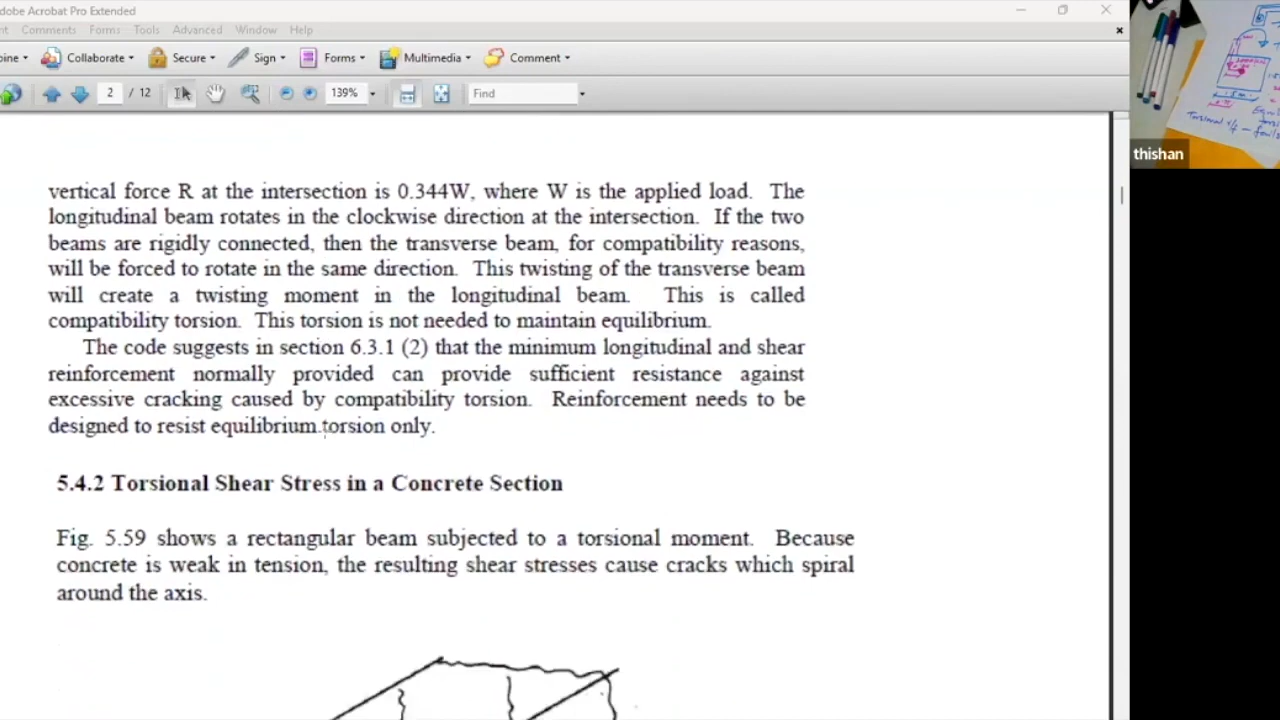 dobe Acrobat Pro Extended
nt Comments Forms Tools Advanced Window Help
oine Collaborate Secure Sign Forms Multimedia Comment
2 / 12 139% Find
vertical force R at the intersection is 0.344W, where W is the applied load. The
longitudinal beam rotates in the clockwise direction at the intersection. If the two
beams are rigidly connected, then the transverse beam, for compatibility reasons,
will be forced to rotate in the same direction. This twisting of the transverse beam
will create a twisting moment in the longitudinal beam. This is called
compatibility torsion. This torsion is not needed to maintain equilibrium.
The code suggests in section 6.3.1 (2) that the minimum longitudinal and shear
reinforcement normally provided can provide sufficient resistance against
excessive cracking caused by compatibility torsion. Reinforcement needs to be
designed to resist equilibrium torsion only.
5.4.2 Torsional Shear Stress in a Concrete Section
Fig. 5.59 shows a rectangular beam subjected to a torsional moment. Because
concrete is weak in tension, the resulting shear stresses cause cracks which spiral
around the axis.
Torsional
thishan